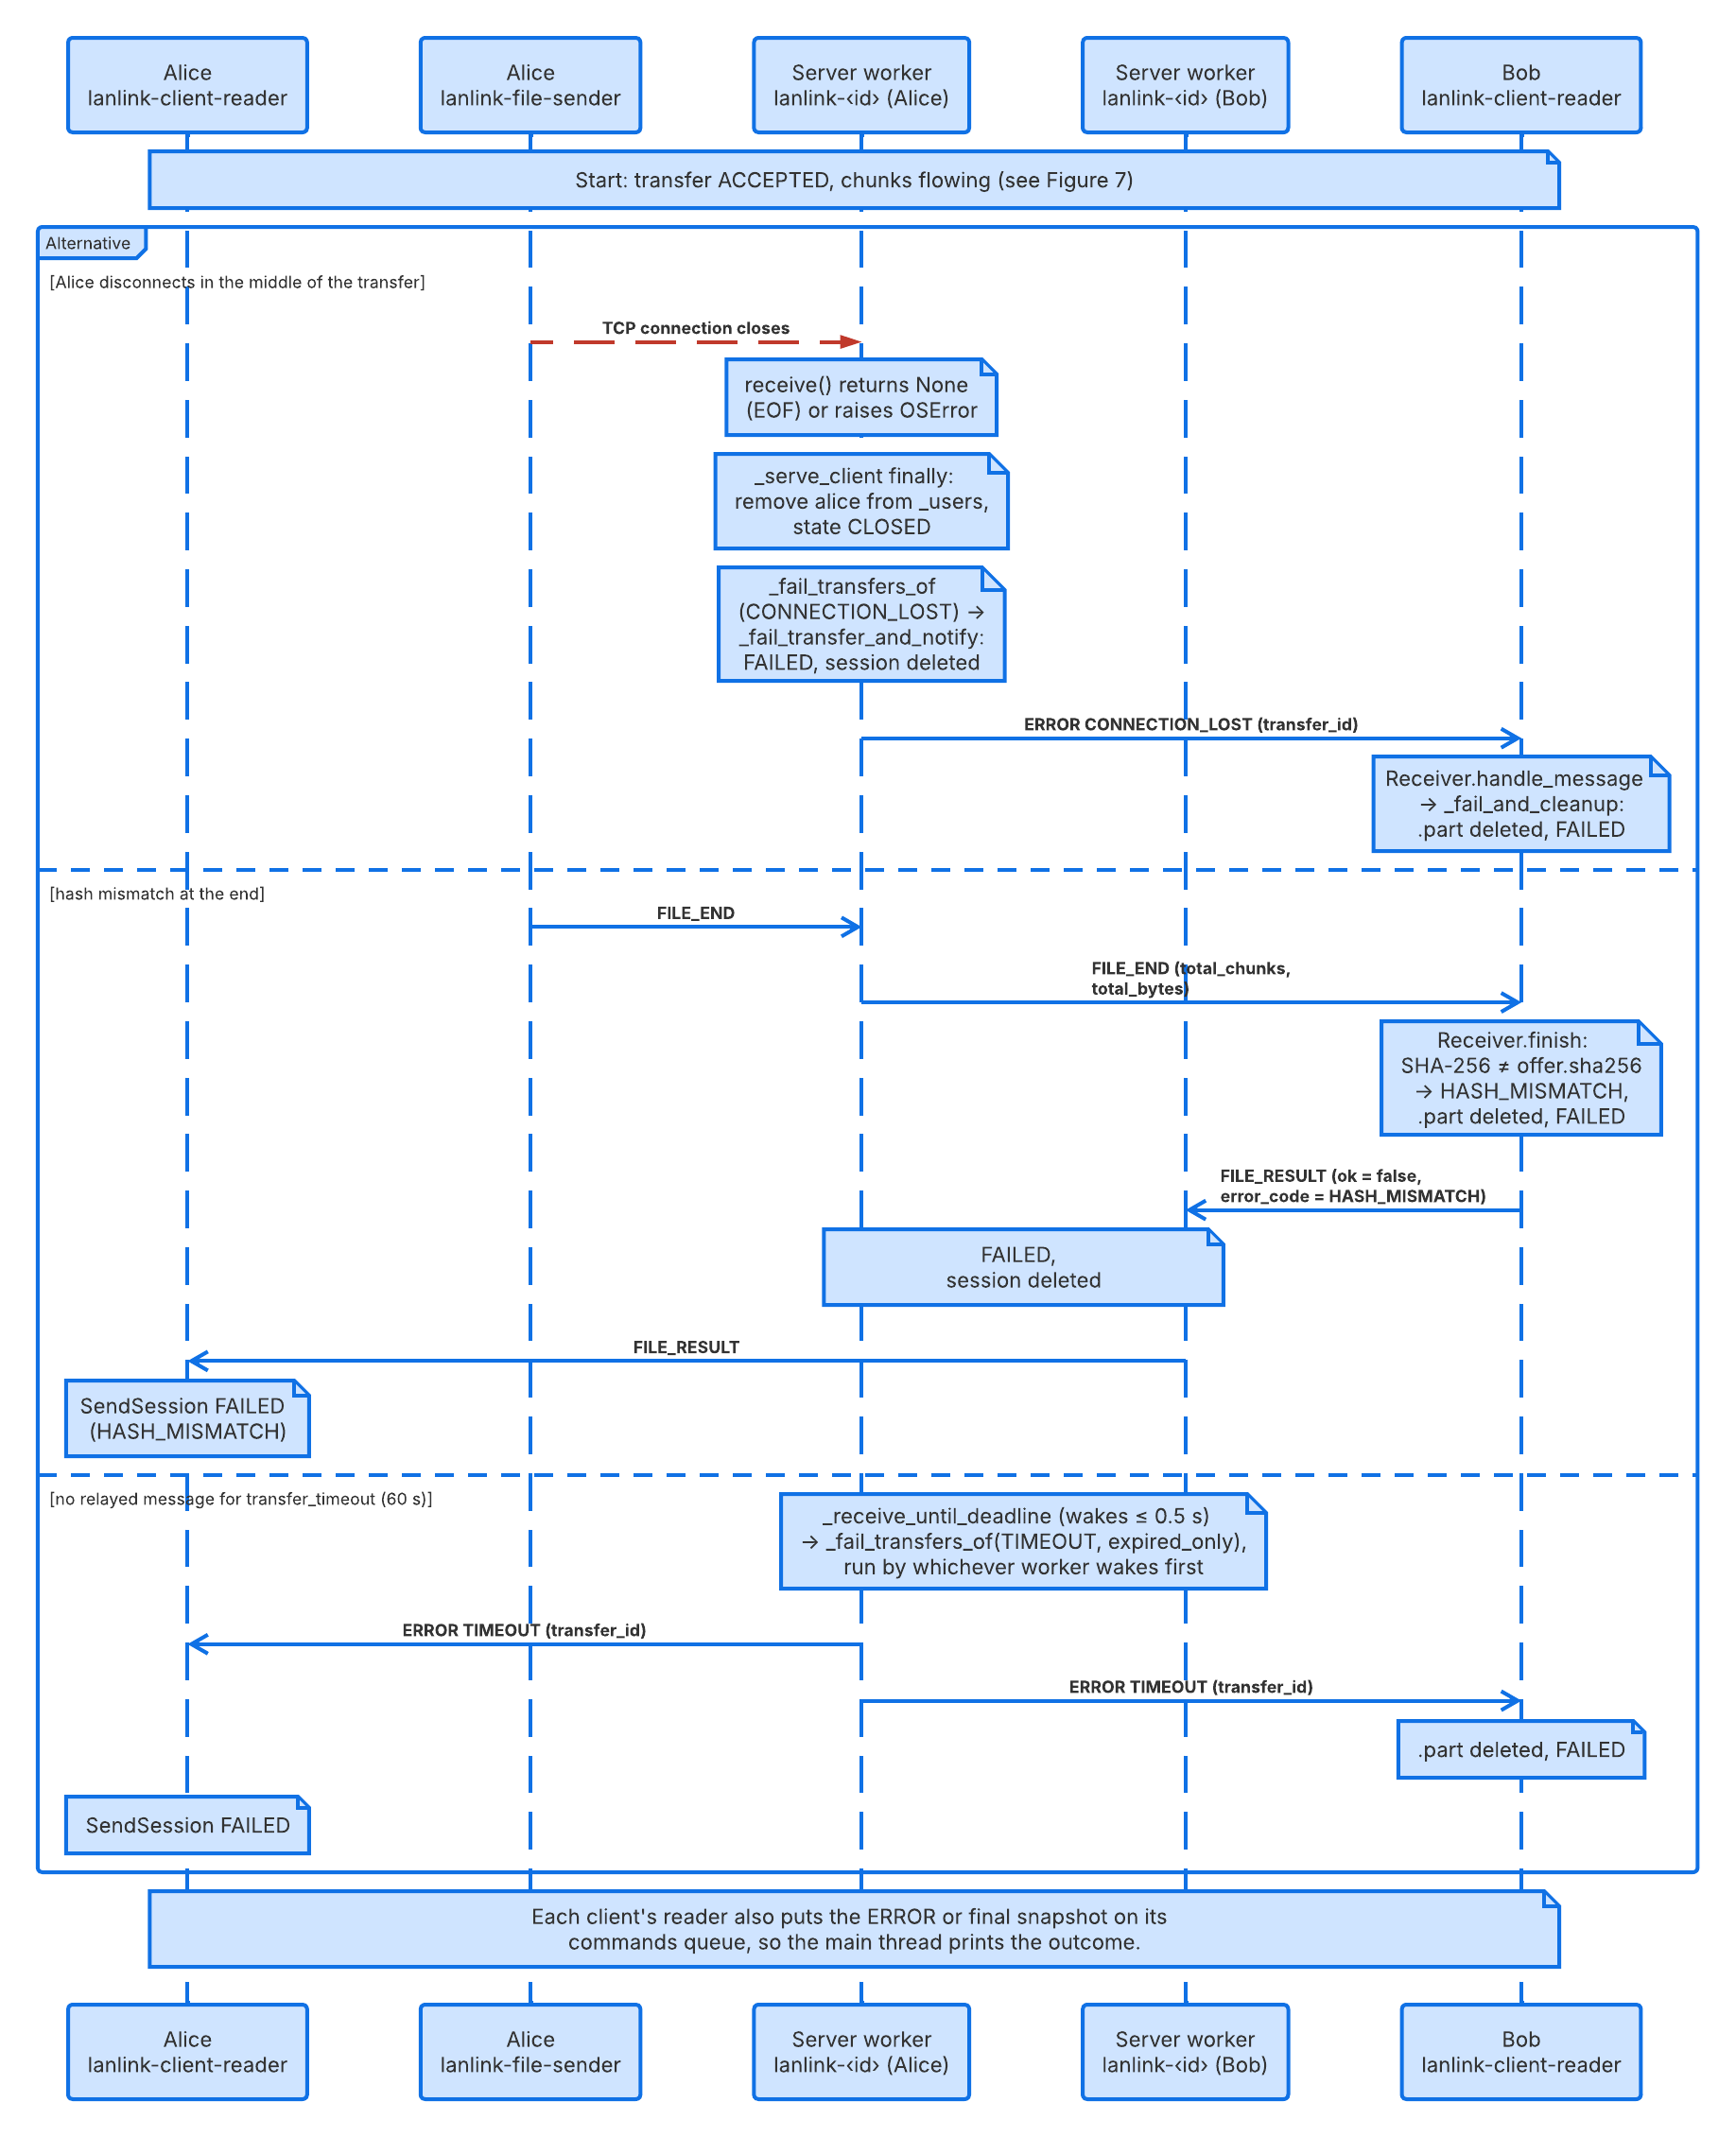 Alice
lanlink-client-reader
Alice
lanlink-file-sender
Server worker
lanlink-‹id› (Alice)
Server worker
lanlink-‹id› (Bob)
Bob
lanlink-client-reader
Start: transfer ACCEPTED, chunks flowing (see Figure 7)
Alternative
[Alice disconnects in the middle of the transfer]
TCP connection closes
receive() returns None
(EOF) or raises OSError
_serve_client finally:
remove alice from _users,
state CLOSED
_fail_transfers_of
(CONNECTION_LOST) →
_fail_transfer_and_notify:
FAILED, session deleted
ERROR CONNECTION_LOST (transfer_id)
Receiver.handle_message
→ _fail_and_cleanup:
.part deleted, FAILED
[hash mismatch at the end]
FILE_END
FILE_END (total_chunks,
total_bytes)
Receiver.finish:
SHA-256 ≠ offer.sha256
→ HASH_MISMATCH,
.part deleted, FAILED
FILE_RESULT (ok = false,
error_code = HASH_MISMATCH)
FAILED,
session deleted
FILE_RESULT
SendSession FAILED
(HASH_MISMATCH)
[no relayed message for transfer_timeout (60 s)]
_receive_until_deadline (wakes ≤ 0.5 s)
→ _fail_transfers_of(TIMEOUT, expired_only),
run by whichever worker wakes first
ERROR TIMEOUT (transfer_id)
ERROR TIMEOUT (transfer_id)
.part deleted, FAILED
SendSession FAILED
Each client's reader also puts the ERROR or final snapshot on its
commands queue, so the main thread prints the outcome.
Alice
lanlink-client-reader
Alice
lanlink-file-sender
Server worker
lanlink-‹id› (Alice)
Server worker
lanlink-‹id› (Bob)
Bob
lanlink-client-reader